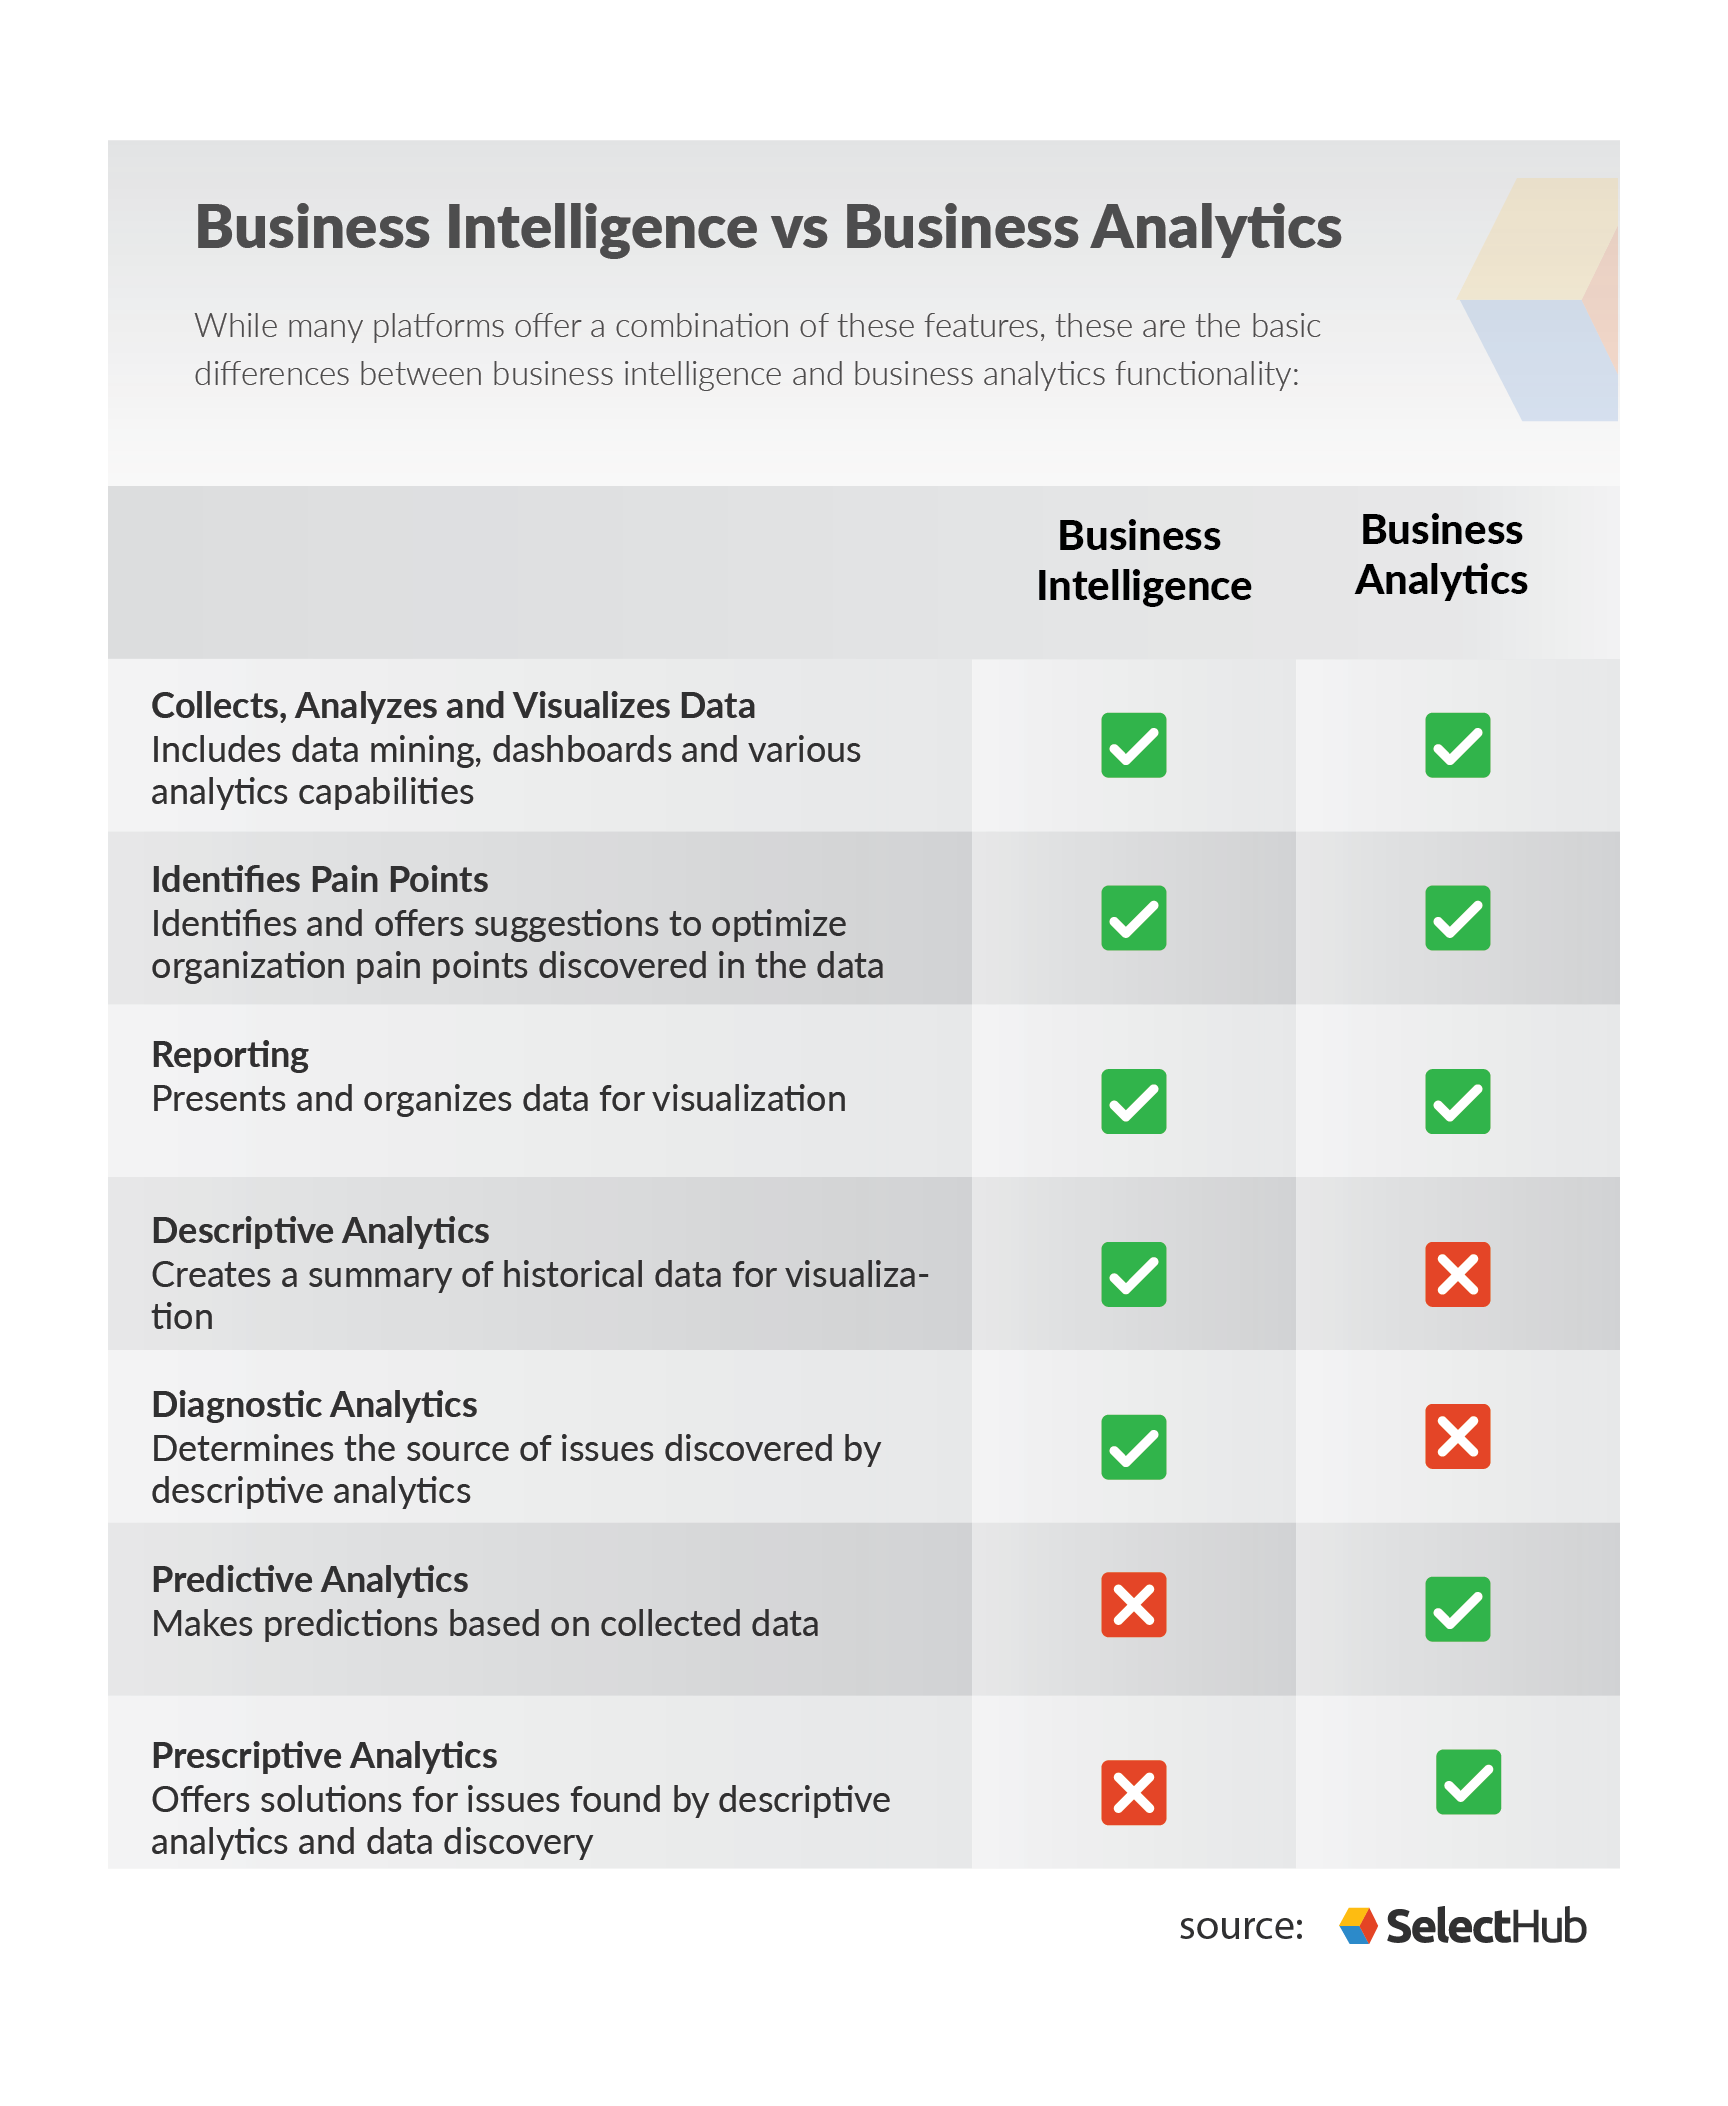 Business Intelligence vs Business Analytics
While many platforms offer a combination of these features, these are the basic
differences between business intelligence and business analytics functionality:
Business
Intelligence
Business
Analytics
Collects, Analyzes and Visualizes Data
Includes data mining, dashboards and various
analytics capabilities
Identifies Pain Points
Identifies and offers suggestions to optimize
organization pain points discovered in the data
Reporting
Presents and organizes data for visualization
Descriptive Analytics
Creates a summary of historical data for visualiza-
tion
Diagnostic Analytics
Determines the source of issues discovered by
descriptive analytics
Predictive Analytics
Makes predictions based on collected data
Prescriptive Analytics
Offers solutions for issues found by descriptive
analytics and data discovery
source: SelectHub